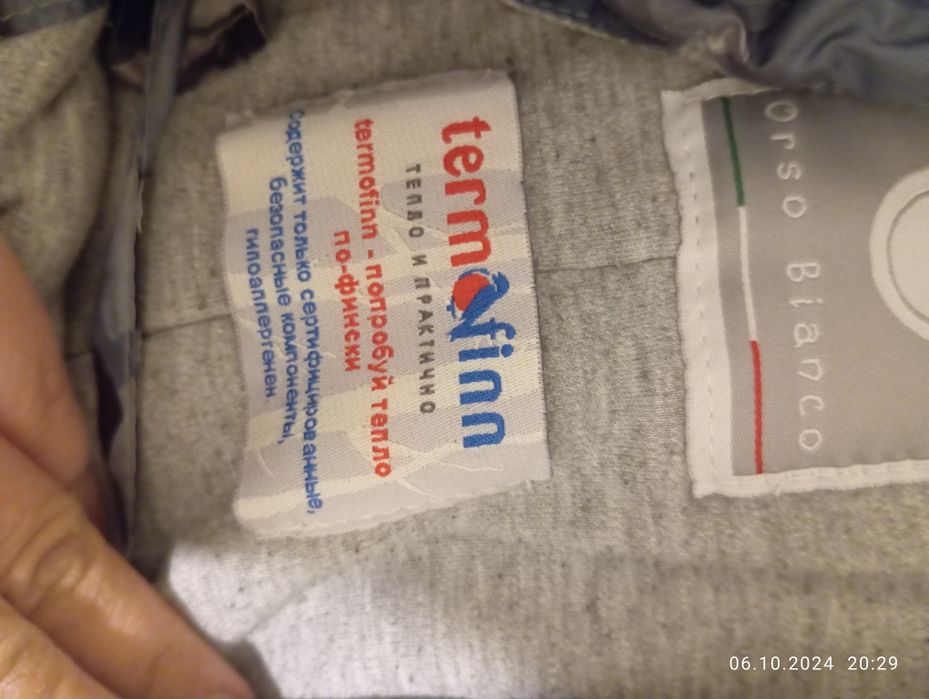 termofinn
ТЕПЛО И ПРАКТИЧНО
termofinn - попробуй тепло
по-фински
Содержит только сертифицированные,
безопасные компоненты,
гипоаллергенен
Orso Bianco
06.10.2024 20:29